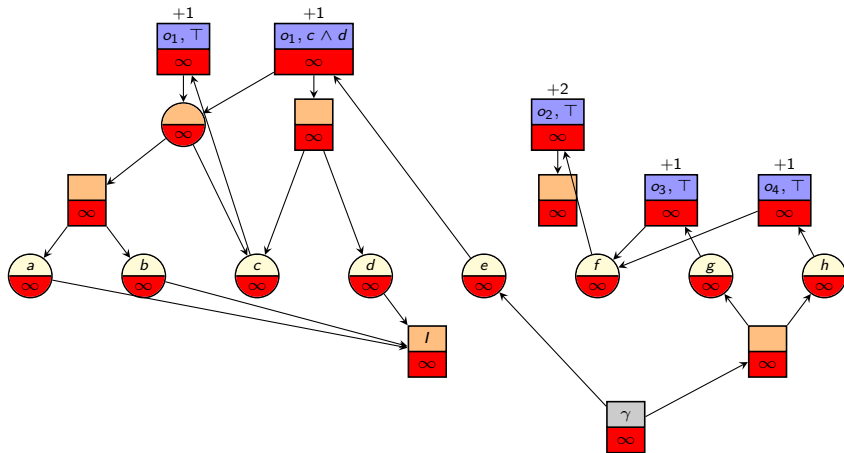 +1 +1
o₁, ⊤ o₁, c ∧ d
∞ ∞
+2
o₂, ⊤
∞ ∞ ∞
+1 +1
o₃, ⊤ o₄, ⊤
∞ ∞ ∞ ∞
a b c d e f g h
∞ ∞ ∞ ∞ ∞ ∞ ∞ ∞
I
∞ ∞
γ
∞